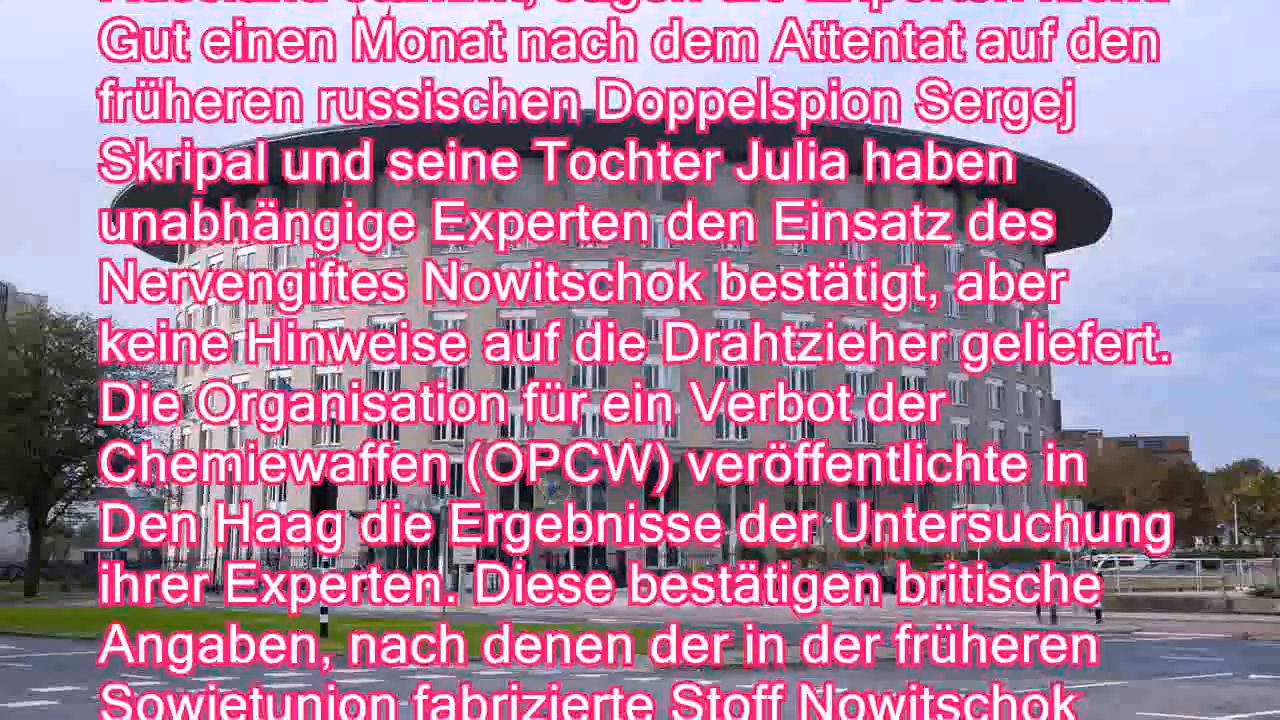 Gut einen Monat nach dem Attentat auf den
früheren russischen Doppelspion Sergej
Skripal und seine Tochter Julia haben
unabhängige Experten den Einsatz des
Nervengiftes Nowitschok bestätigt, aber
keine Hinweise auf die Drahtzieher geliefert.
Die Organisation für ein Verbot der
Chemiewaffen (OPCW) veröffentlichte in
Den Haag die Ergebnisse der Untersuchung
ihrer Experten. Diese bestätigen britische
Angaben, nach denen der in der früheren
Sowjetunion fabrizierte Stoff Nowitschok